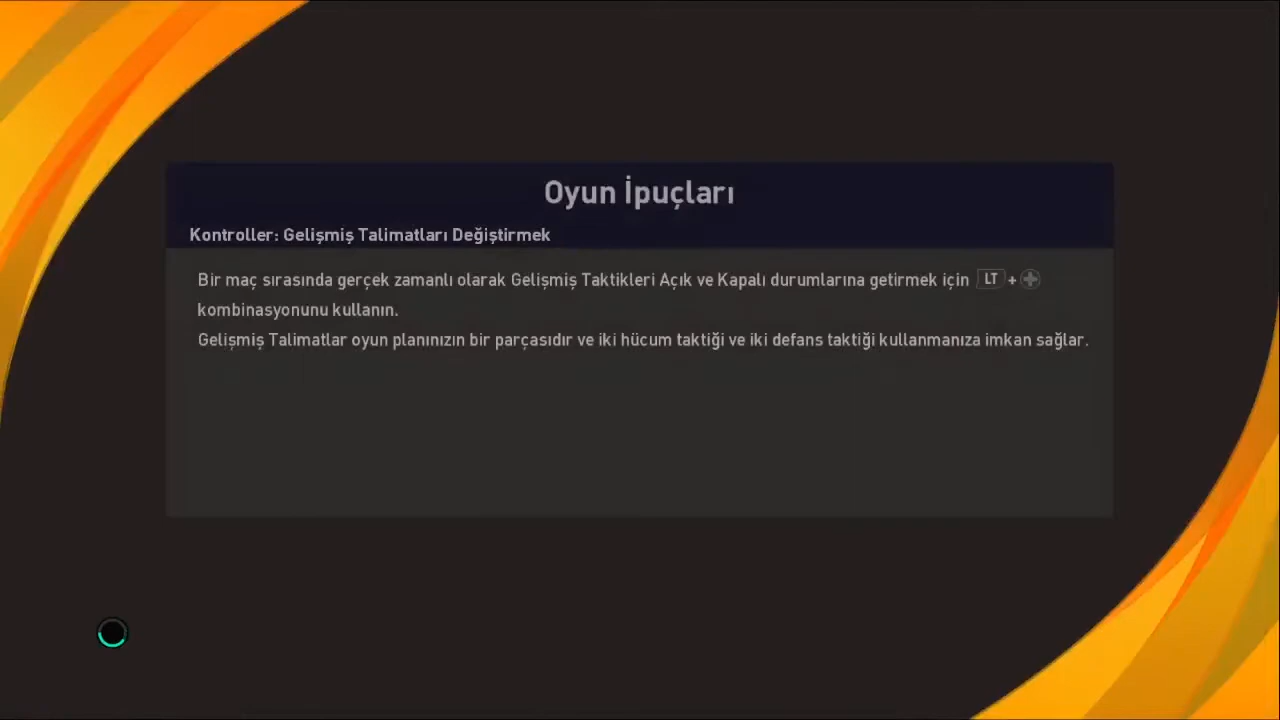 Oyun İpuçları
Kontroller: Gelişmiş Talimatları Değiştirmek
Bir maç sırasında gerçek zamanlı olarak Gelişmiş Taktikleri Açık ve Kapalı durumlarına getirmek için LT +
kombinasyonunu kullanın.
Gelişmiş Talimatlar oyun planınızın bir parçasıdır ve iki hücum taktiği ve iki defans taktiği kullanmanıza imkan sağlar.